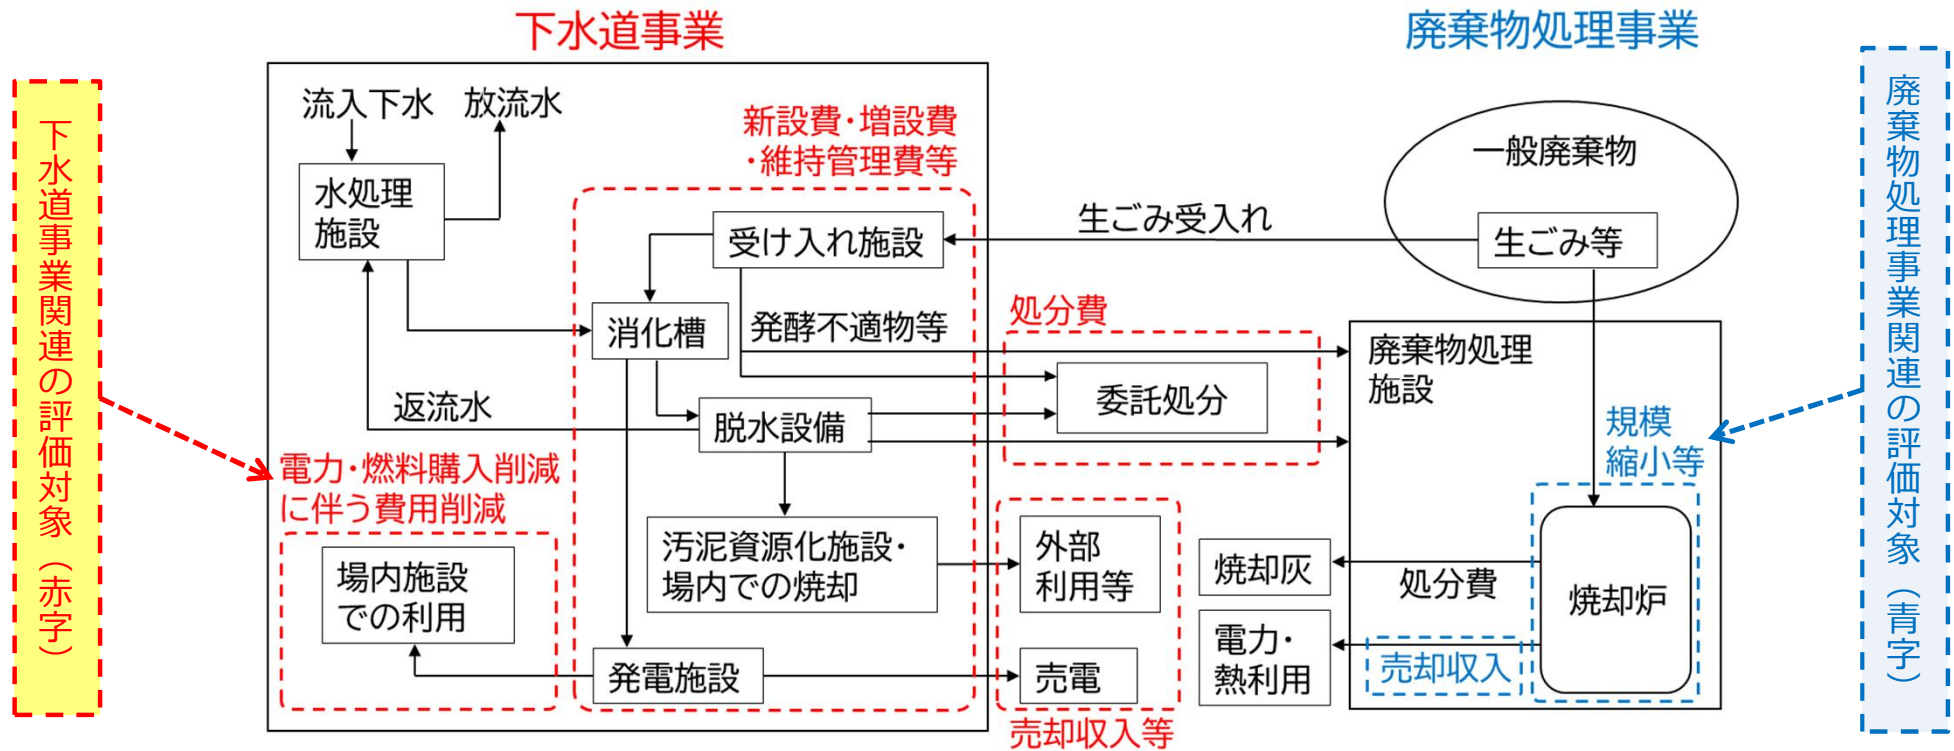 下水道事業
廃棄物処理事業
下水道事業関連の評価対象（赤字）
流入下水
放流水
水処理
施設
新設費・増設費
・維持管理費等
受け入れ施設
生ごみ受入れ
一般廃棄物
生ごみ等
消化槽
発酵不適物等
処分費
委託処分
廃棄物処理
施設
返流水
脱水設備
規模
縮小等
電力・燃料購入削減
に伴う費用削減
場内施設
での利用
汚泥資源化施設・
場内での焼却
外部
利用等
焼却灰
処分費
焼却炉
発電施設
売電
電力・
熱利用
売却収入
売却収入等
廃棄物処理事業関連の評価対象（青字）